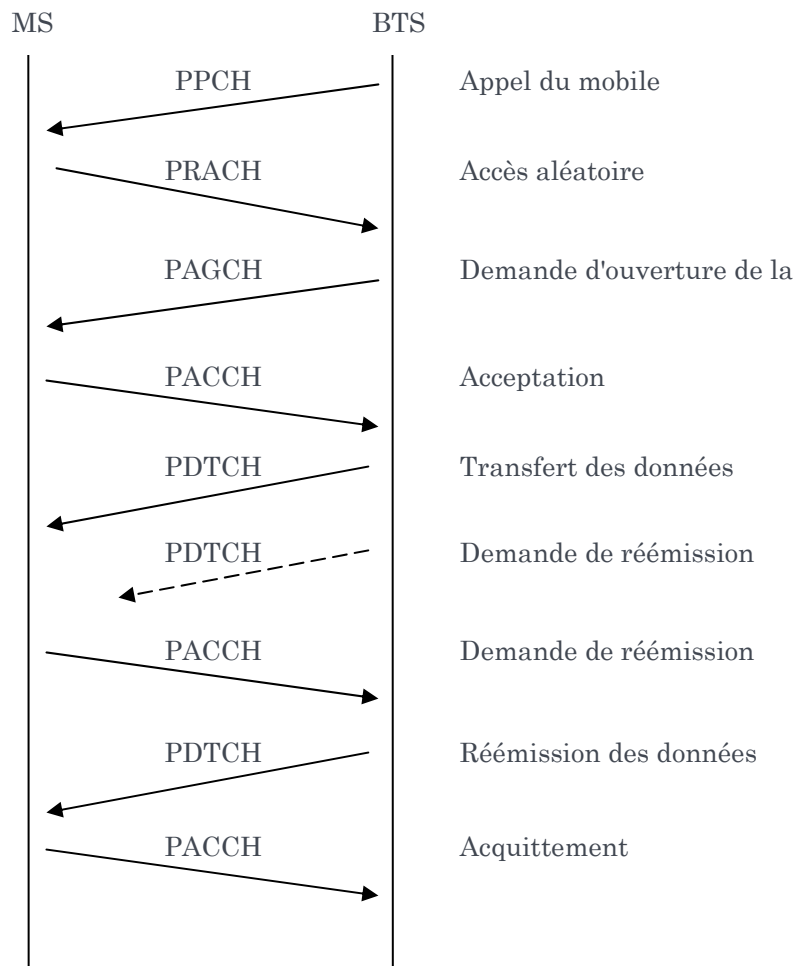 MS BTS
PPCH Appel du mobile
PRACH Accès aléatoire
PAGCH Demande d'ouverture de la
PACCH Acceptation
PDTCH Transfert des données
PDTCH Demande de réémission
PACCH Demande de réémission
PDTCH Réémission des données
PACCH Acquittement